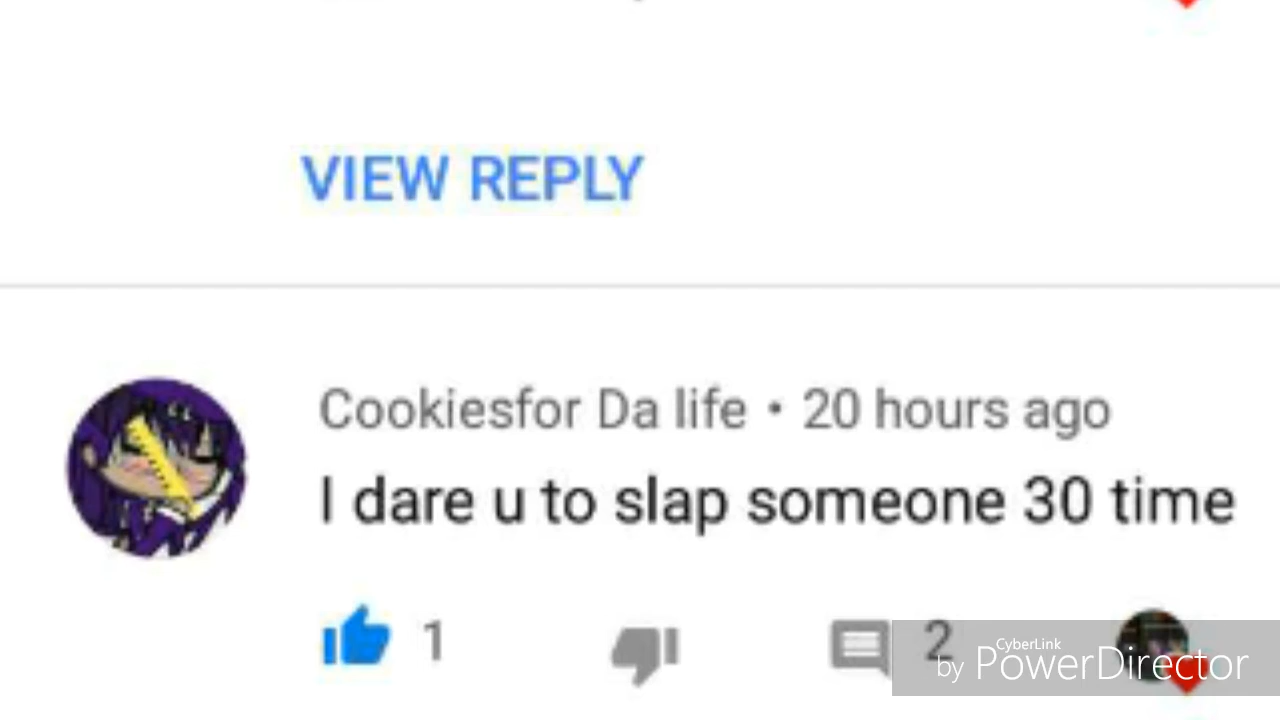 VIEW REPLY
Cookiesfor Da life • 20 hours ago
I dare u to slap someone 30 time
1
2
CyberLink
by PowerDirector